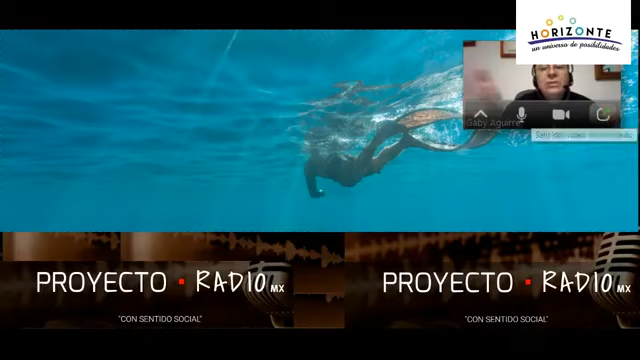 HORIZONTE
un universo de posibilidades
Gaby Aguirre
PROYECTO RADIO MX
"CON SENTIDO SOCIAL"
PROYECTO RADIO MX
"CON SENTIDO SOCIAL"